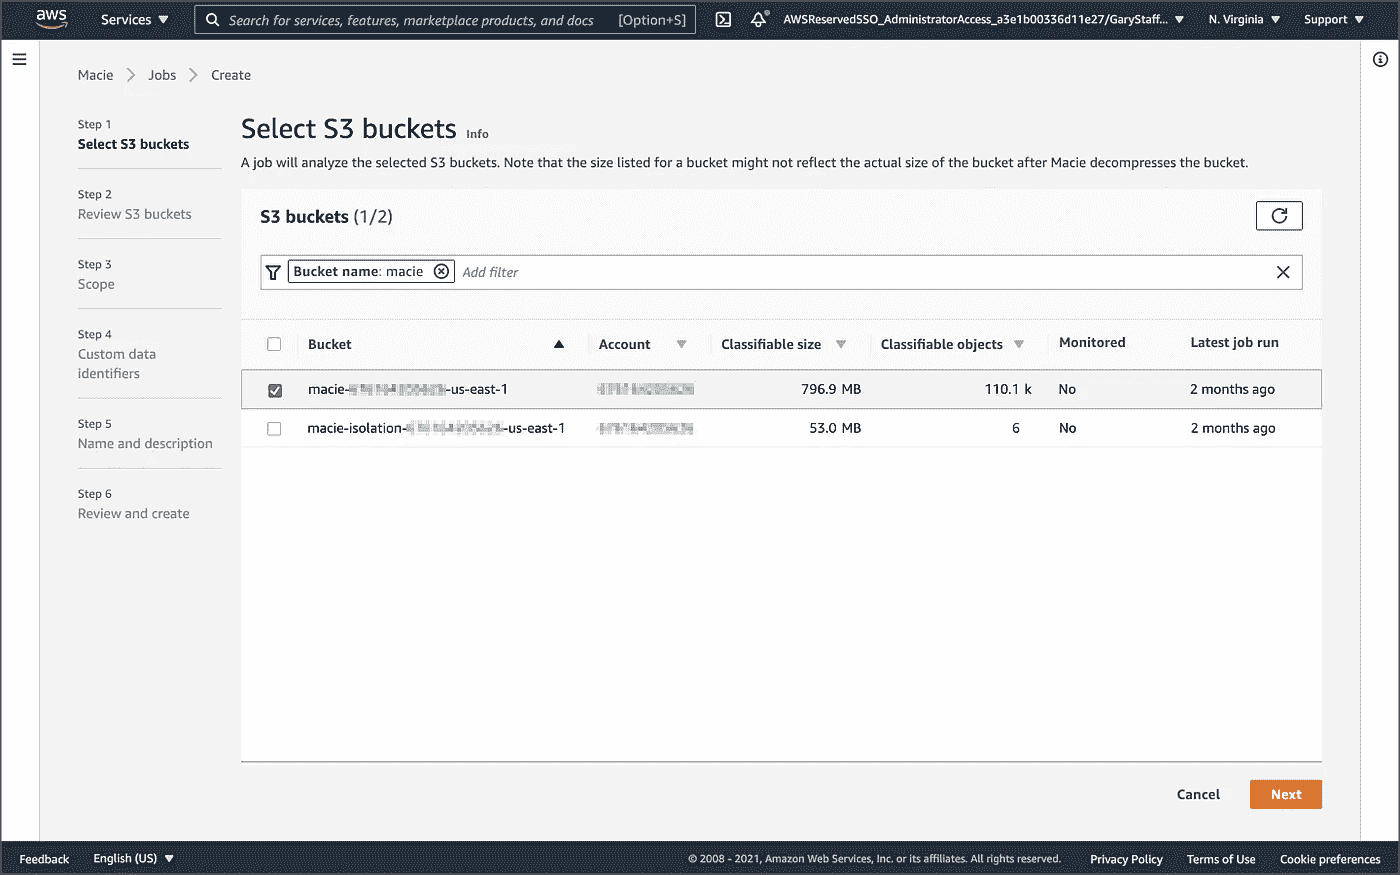 aws Services Search for services, features, marketplace products, and docs [Option+S] AWSReservedSSO_AdministratorAccess_a3e1b00336d11e27/GaryStaff... N. Virginia Support
Macie Jobs Create
Step 1
Select S3 buckets
Step 2
Review S3 buckets
Step 3
Scope
Step 4
Custom data
identifiers
Step 5
Name and description
Step 6
Review and create
Select S3 buckets Info
A job will analyze the selected S3 buckets. Note that the size listed for a bucket might not reflect the actual size of the bucket after Macie decompresses the bucket.
S3 buckets (1/2)
Bucket name: macie Add filter
Bucket Account Classifiable size Classifiable objects Monitored Latest job run
macie- -us-east-1 796.9 MB 110.1 k No 2 months ago
macie-isolation- -us-east-1 53.0 MB 6 No 2 months ago
Cancel Next
Feedback English (US) © 2008 - 2021, Amazon Web Services, Inc. or its affiliates. All rights reserved. Privacy Policy Terms of Use Cookie preferences